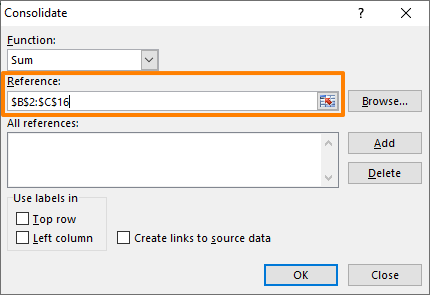 Consolidate
Function:
Sum
Reference:
$B$2:$C$16
Browse...
All references:
Add
Delete
Use labels in
Top row
Left column
Create links to source data
OK
Close